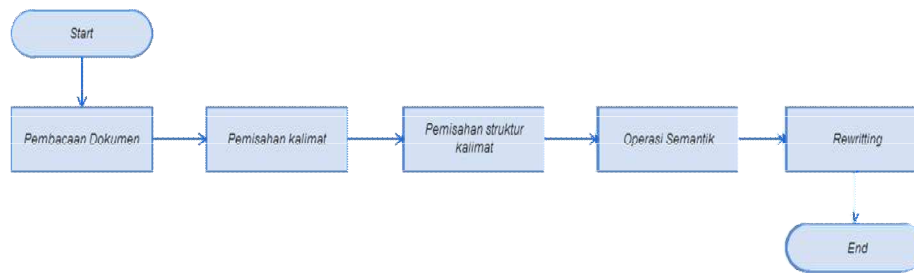 Start
Pembacaan Dokumen
Pemisahan kalimat
Pemisahan struktur
kalimat
Operasi Semantik
Rewritting
End